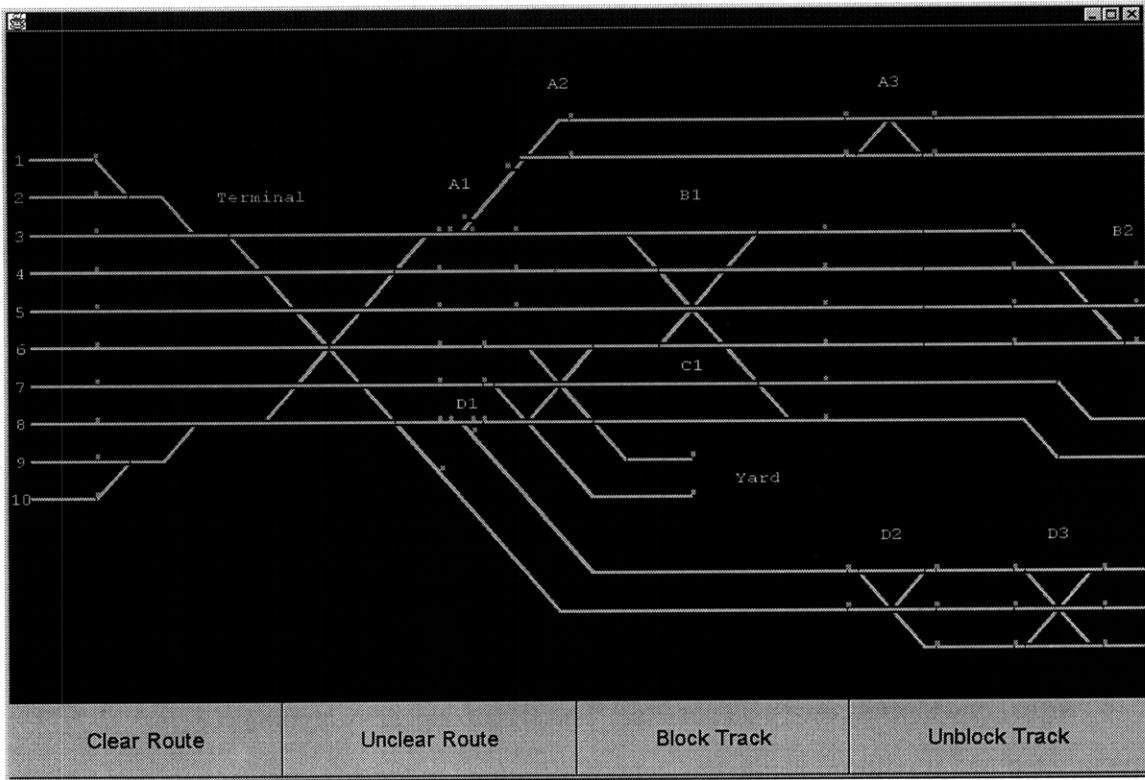 A2
A3
1
A1
2
Terminal
B1
3
B2
4
5
6
C1
7
D1
8
9
Yard
10
D2
D3
Clear Route
Unclear Route
Block Track
Unblock Track